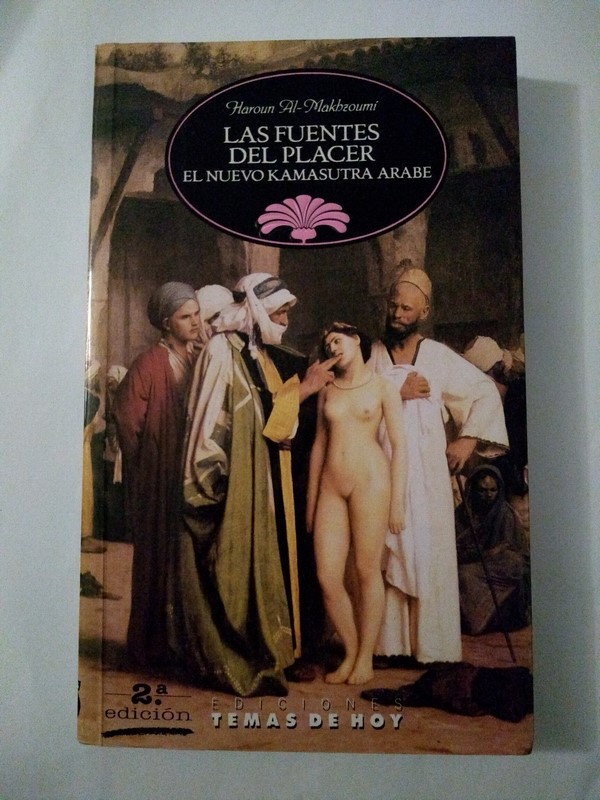 Haroun Al-Makhzoumi
LAS FUENTES
DEL PLACER
EL NUEVO KAMASUTRA ARABE
2.ª
edición
EDICIONES
TEMAS DE HOY